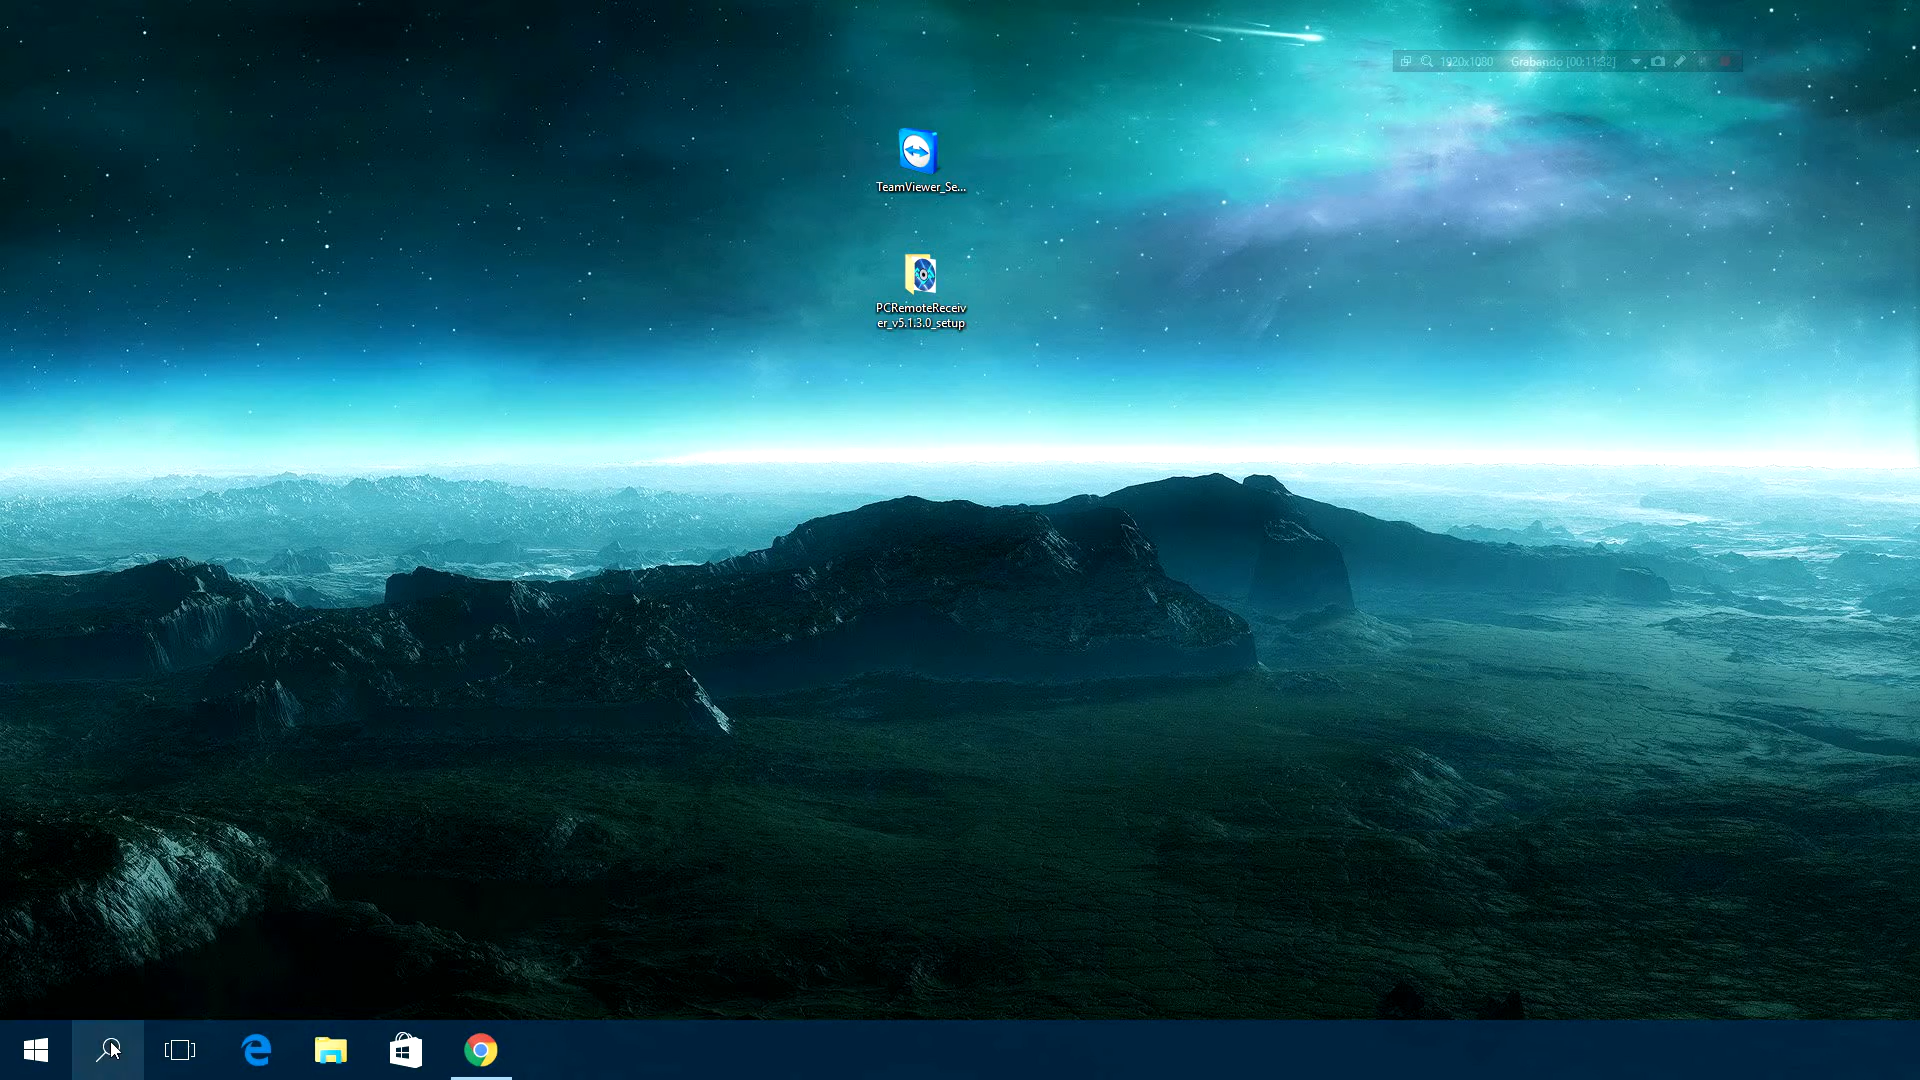 1920x1080 Grabando [00:11:32]
TeamViewer_Se...
PCRemoteReceiv
er_v5.1.3.0_setup